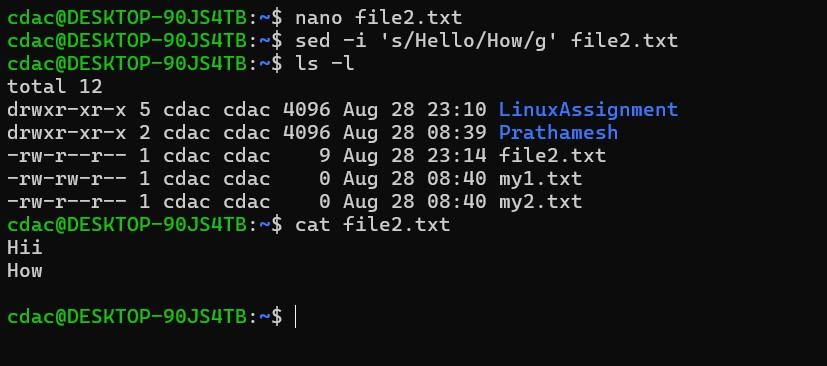 cdac@DESKTOP-90JS4TB:~$ nano file2.txt
cdac@DESKTOP-90JS4TB:~$ sed -i 's/Hello/How/g' file2.txt
cdac@DESKTOP-90JS4TB:~$ ls -l
total 12
drwxr-xr-x 5 cdac cdac 4096 Aug 28 23:10 LinuxAssignment
drwxr-xr-x 2 cdac cdac 4096 Aug 28 08:39 Prathamesh
-rw-r--r-- 1 cdac cdac    9 Aug 28 23:14 file2.txt
-rw-rw-r-- 1 cdac cdac    0 Aug 28 08:40 my1.txt
-rw-r--r-- 1 cdac cdac    0 Aug 28 08:40 my2.txt
cdac@DESKTOP-90JS4TB:~$ cat file2.txt
Hii
How

cdac@DESKTOP-90JS4TB:~$